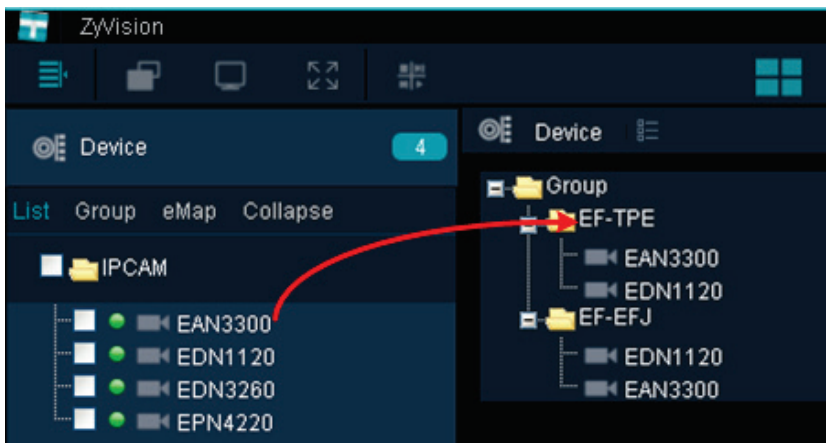 ZyVision
Device
4
List Group eMap Collapse
IPCAM
EAN3300
EDN1120
EDN3260
EPN4220
Device
Group
EF-TPE
EAN3300
EDN1120
EF-EFJ
EDN1120
EAN3300